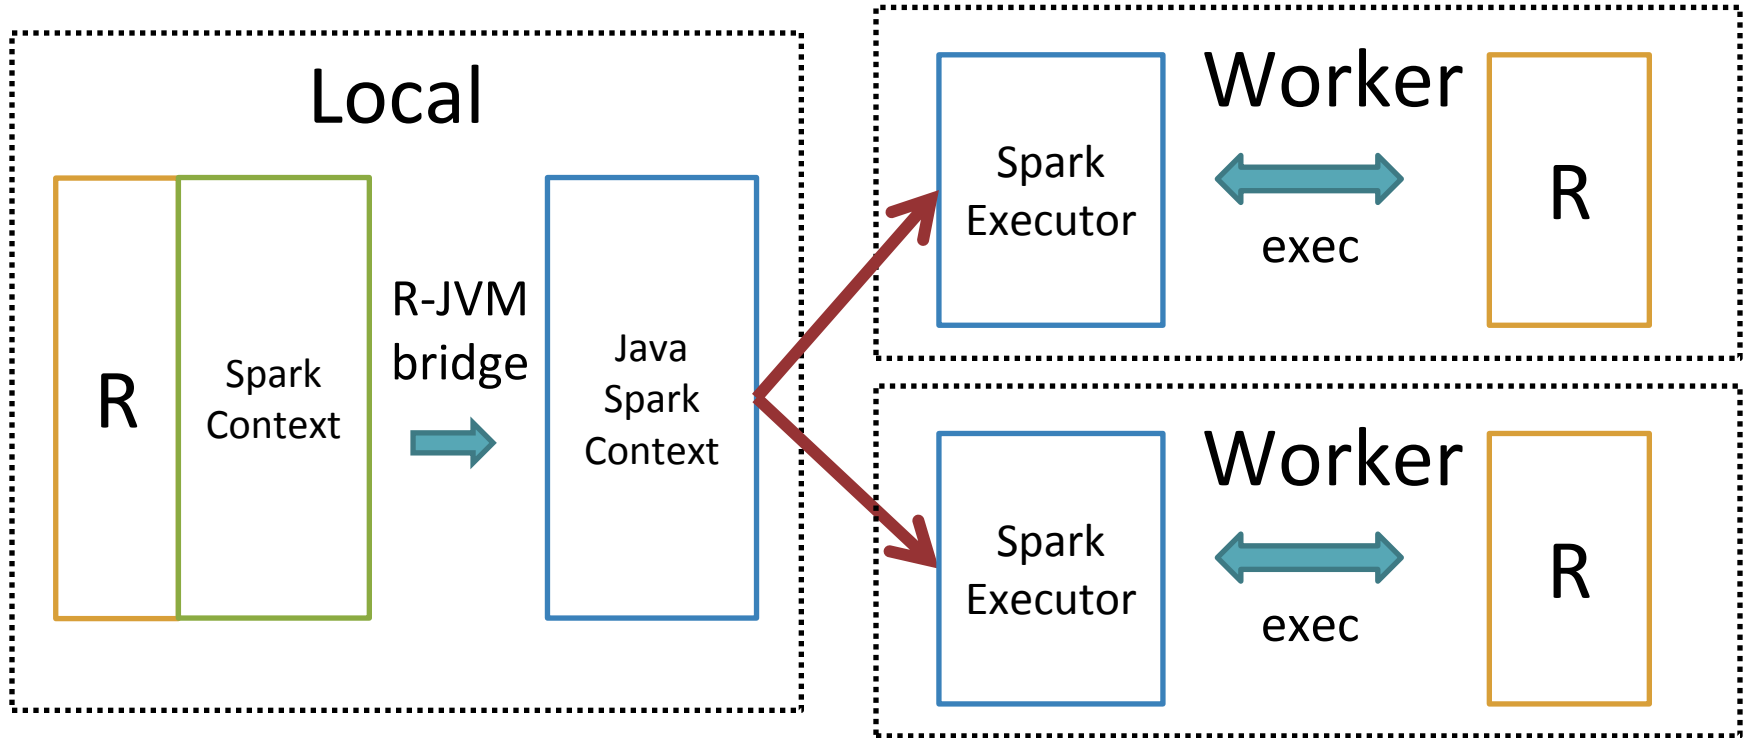 Local
R
Spark
Context
R-JVM
bridge
Java
Spark
Context
Worker
Spark
Executor
exec
R
Worker
Spark
Executor
exec
R